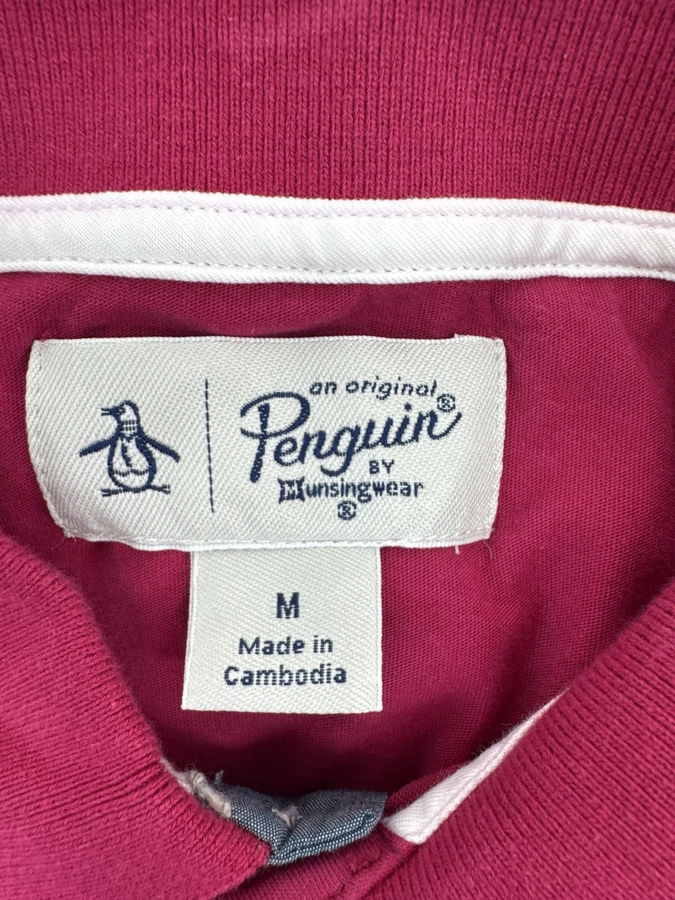 an original
Penguin®
BY
Munsingwear
®
M
Made in
Cambodia